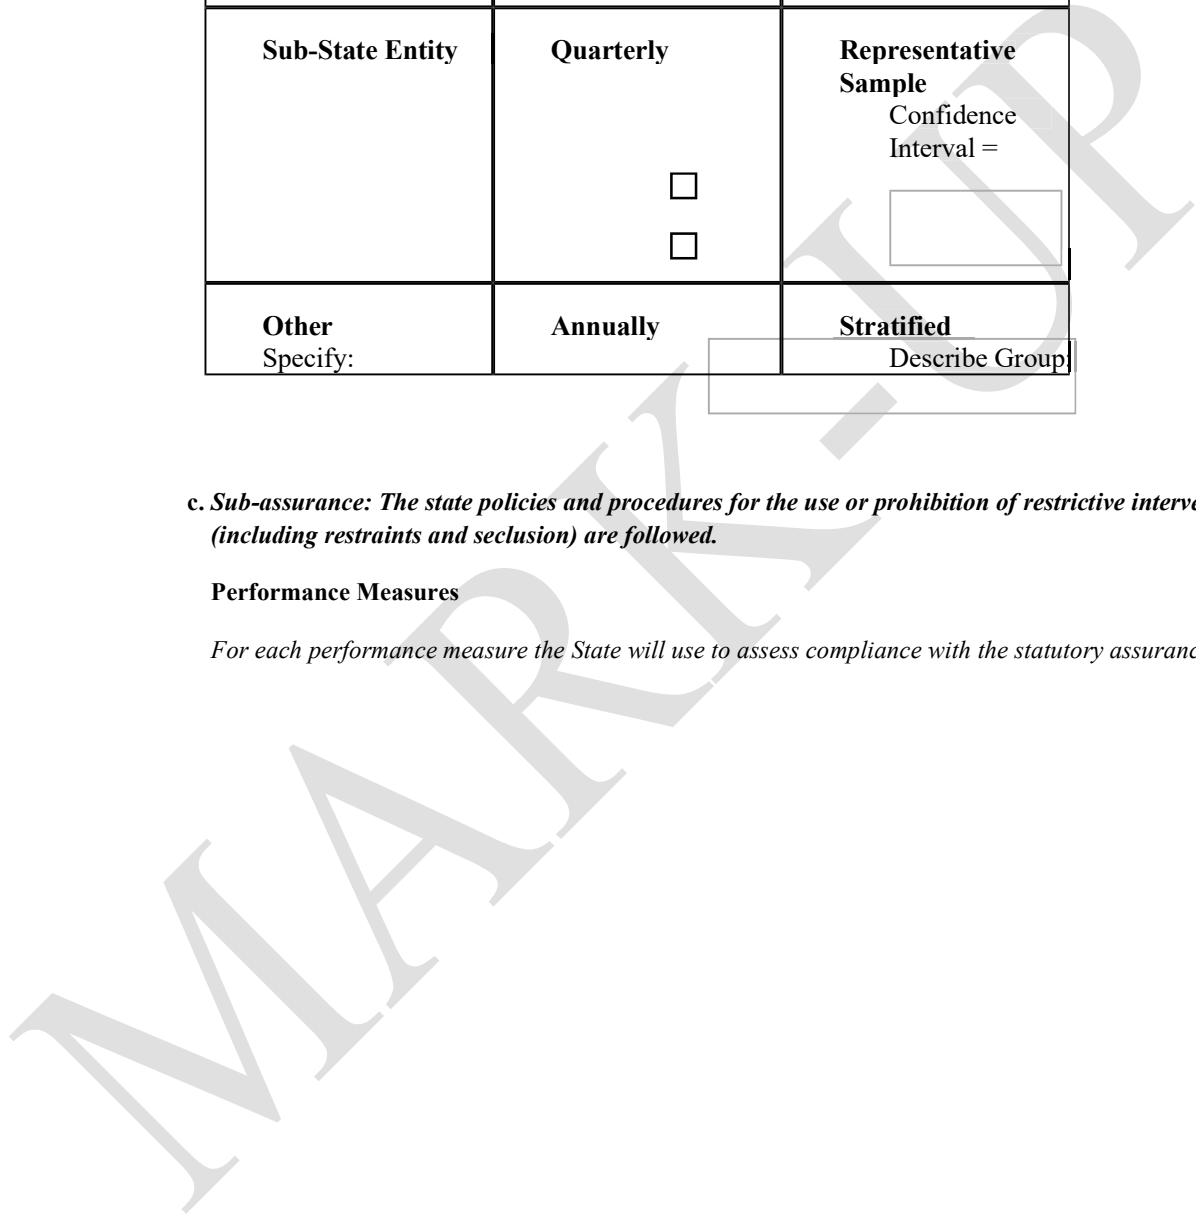 Sub-State Entity
Quarterly
Representative
Sample
Confidence
Interval =
Other
Specify:
Annually
Stratified
Describe Group:
c. Sub-assurance: The state policies and procedures for the use or prohibition of restrictive
(including restraints and seclusion) are followed.
Performance Measures
For each performance measure the State will use to assess compliance with the statutory
MARK-UP